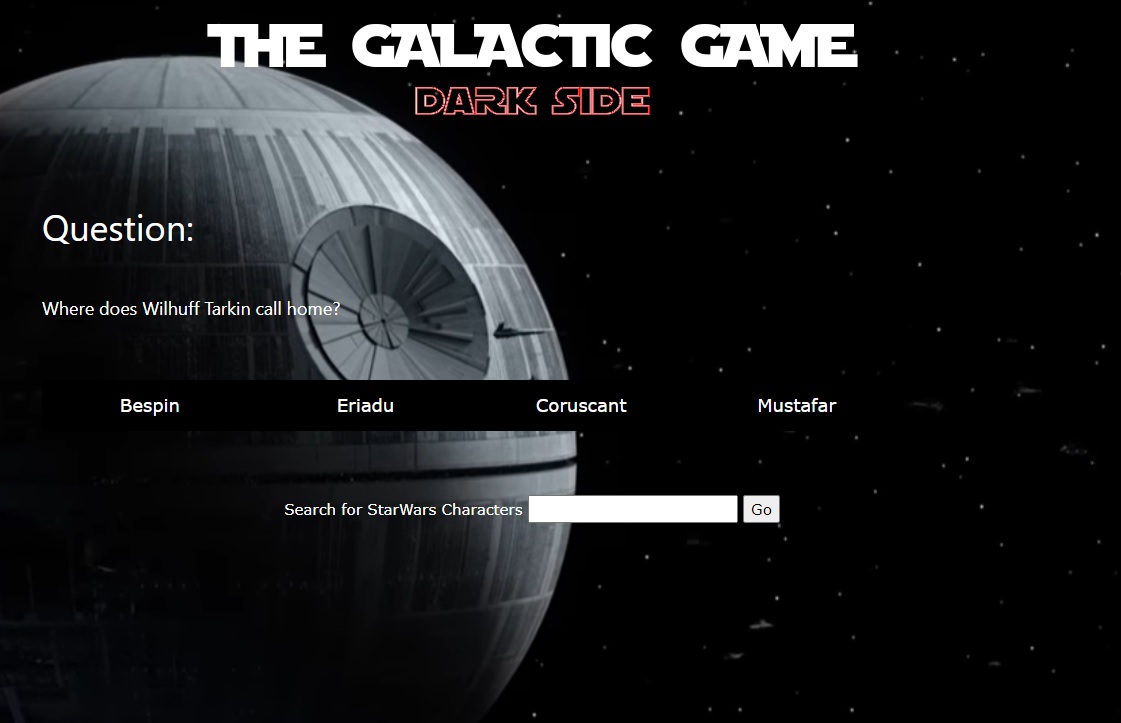 THE GALACTIC GAME
DARK SIDE
Question:
Where does Wilhuff Tarkin call home?
Bespin Eriadu Coruscant Mustafar
Search for StarWars Characters Go